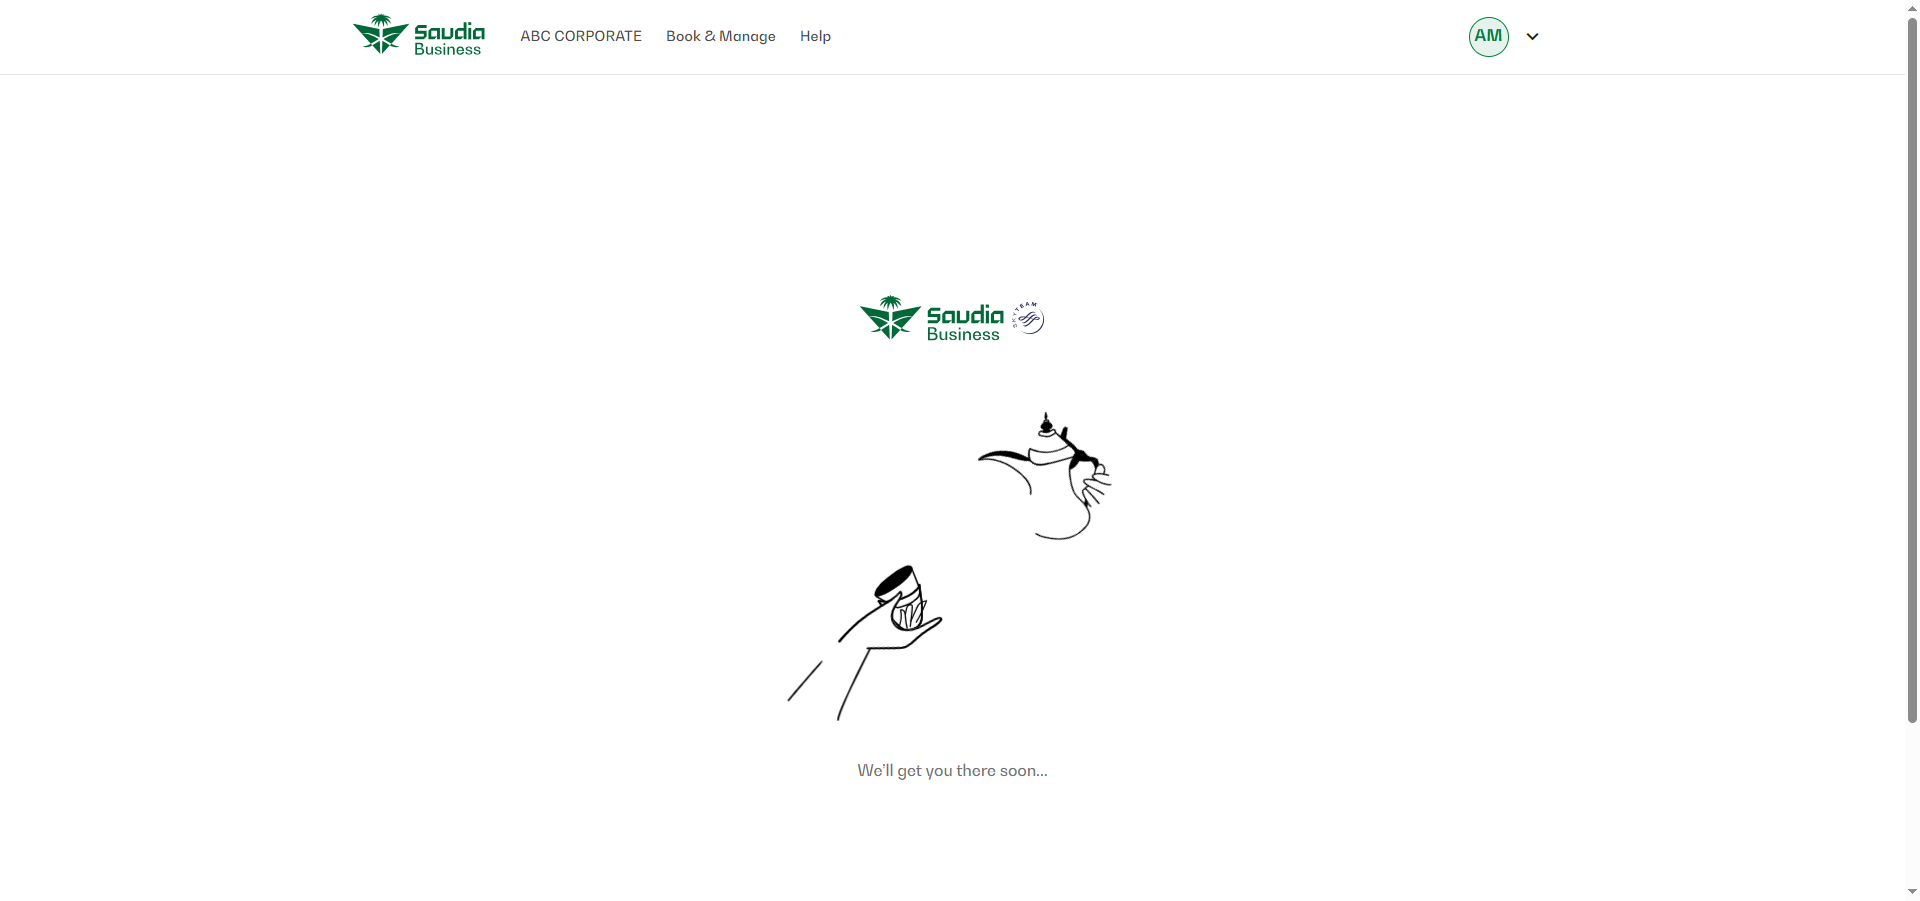 Saudia
Business
ABC CORPORATE
Book & Manage
Help
AM
Saudia
Business
SKYTEAM
We'll get you there soon...